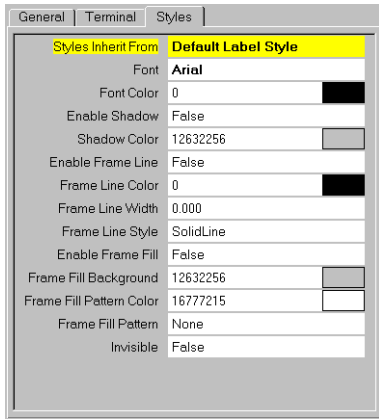 General Terminal Styles
Styles Inherit From Default Label Style
Font Arial
Font Color 0
Enable Shadow False
Shadow Color 12632256
Enable Frame Line False
Frame Line Color 0
Frame Line Width 0.000
Frame Line Style SolidLine
Enable Frame Fill False
Frame Fill Background 12632256
Frame Fill Pattern Color 16777215
Frame Fill Pattern None
Invisible False